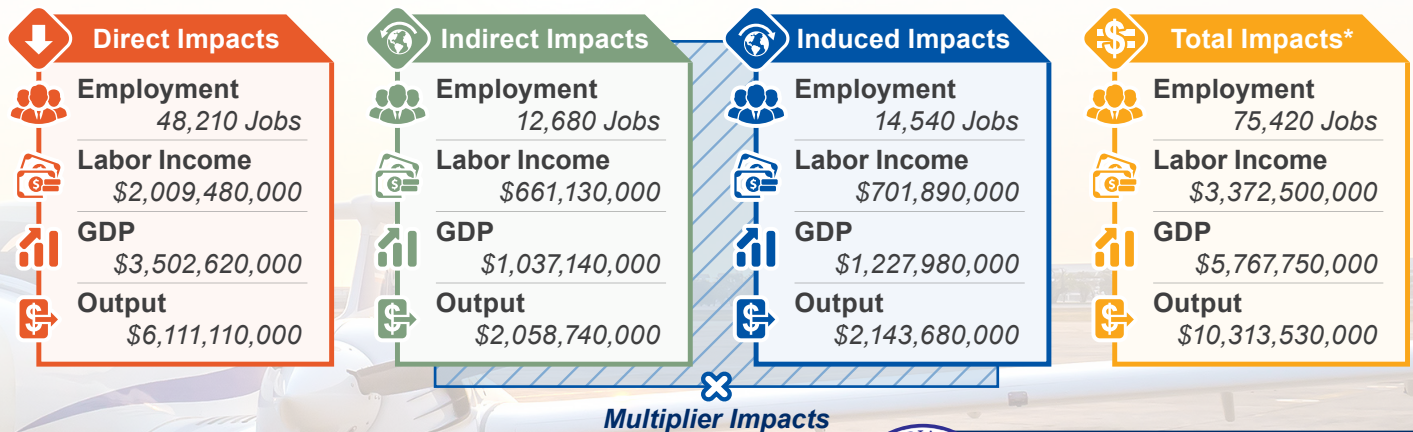 Direct Impacts
Employment
48,210 Jobs
Labor Income
$2,009,480,000
GDP
$3,502,620,000
Output
$6,111,110,000
Indirect Impacts
Employment
12,680 Jobs
Labor Income
$661,130,000
GDP
$1,037,140,000
Output
$2,058,740,000
Induced Impacts
Employment
14,540 Jobs
Labor Income
$701,890,000
GDP
$1,227,980,000
Output
$2,143,680,000
Total Impacts*
Employment
75,420 Jobs
Labor Income
$3,372,500,000
GDP
$5,767,750,000
Output
$10,313,530,000
Multiplier Impacts